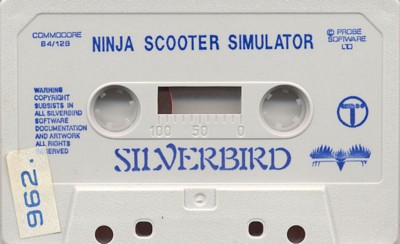 COMMODORE
64/128
NINJA SCOOTER SIMULATOR
© PROBE
SOFTWARE
LTD
WARNING
COPYRIGHT
SUBSISTS IN
ALL SILVERBIRD
SOFTWARE
DOCUMENTATION
AND ARTWORK
ALL RIGHTS
RESERVED
100 50 0
SILVERBIRD
962.